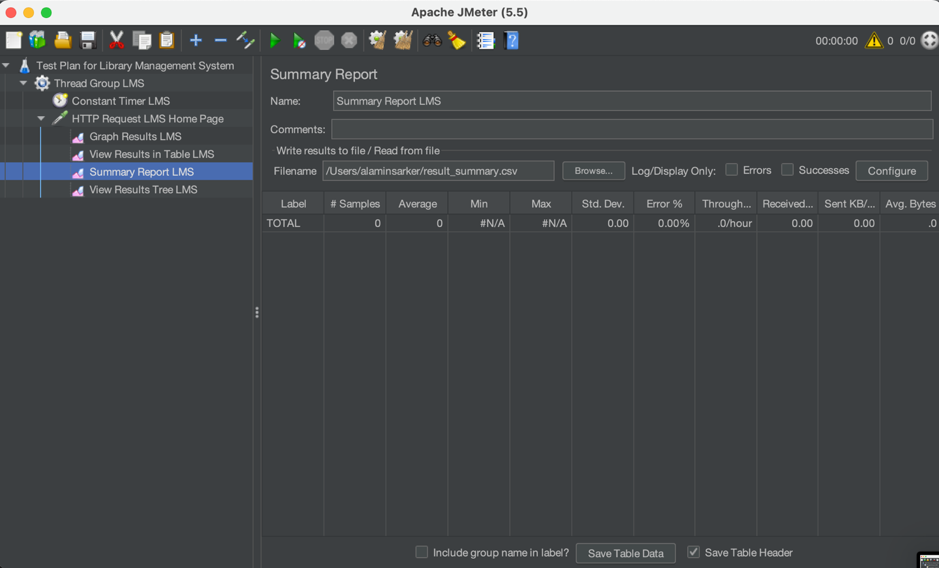 Apache JMeter (5.5)
00:00:00 0 0/0
Test Plan for Library Management System
Thread Group LMS
Constant Timer LMS
HTTP Request LMS Home Page
Graph Results LMS
View Results in Table LMS
Summary Report LMS
View Results Tree LMS
Summary Report
Name: Summary Report LMS
Comments:
Write results to file / Read from file
Filename /Users/alaminsarker/result_summary.csv Browse... Log/Display Only: Errors Successes Configure
Label # Samples Average Min Max Std. Dev. Error % Through... Received... Sent KB/... Avg. Bytes
TOTAL 0 0 #N/A #N/A 0.00 0.00% .0/hour 0.00 0.00 .0
Include group name in label? Save Table Data Save Table Header